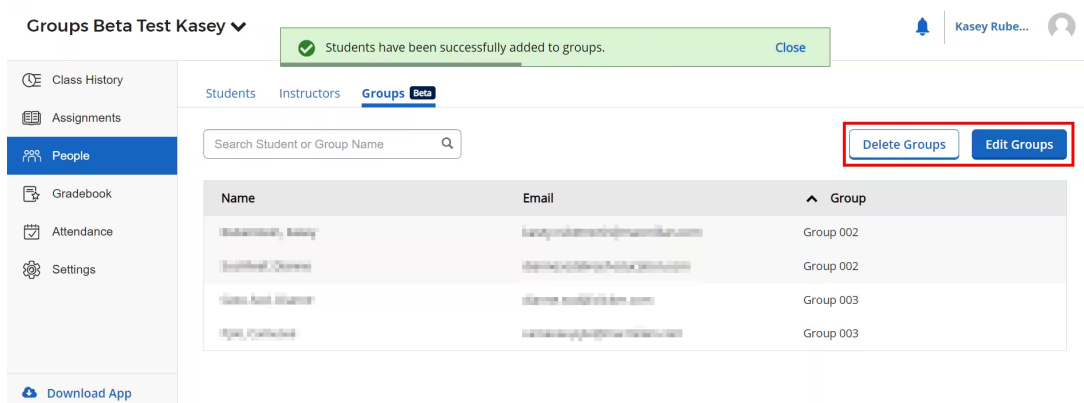 Groups Beta Test Kasey
Students have been successfully added to groups.
Close
Kasey Rube...
Class History
Assignments
People
Gradebook
Attendance
Settings
Download App
Students Instructors Groups Beta
Search Student or Group Name
Delete Groups Edit Groups
Name Email Group
Group 002
Group 002
Group 003
Group 003